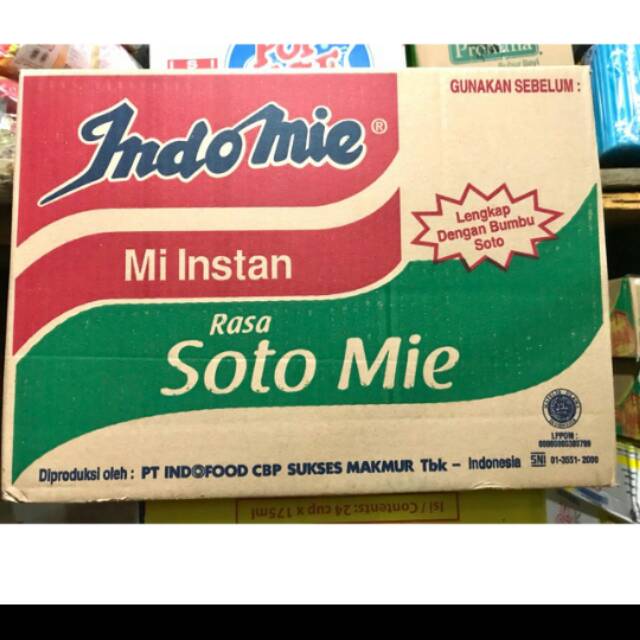 GUNAKAN SEBELUM :
Indomie®
Lengkap
Dengan Bumbu
Soto
Mi Instan
Rasa
Soto Mie
LPPOM :
Diproduksi oleh : PT INDOFOOD CBP SUKSES MAKMUR Tbk – Indonesia SNI 01-3551-2000
Isi / Contents: 24 cup x 175ml